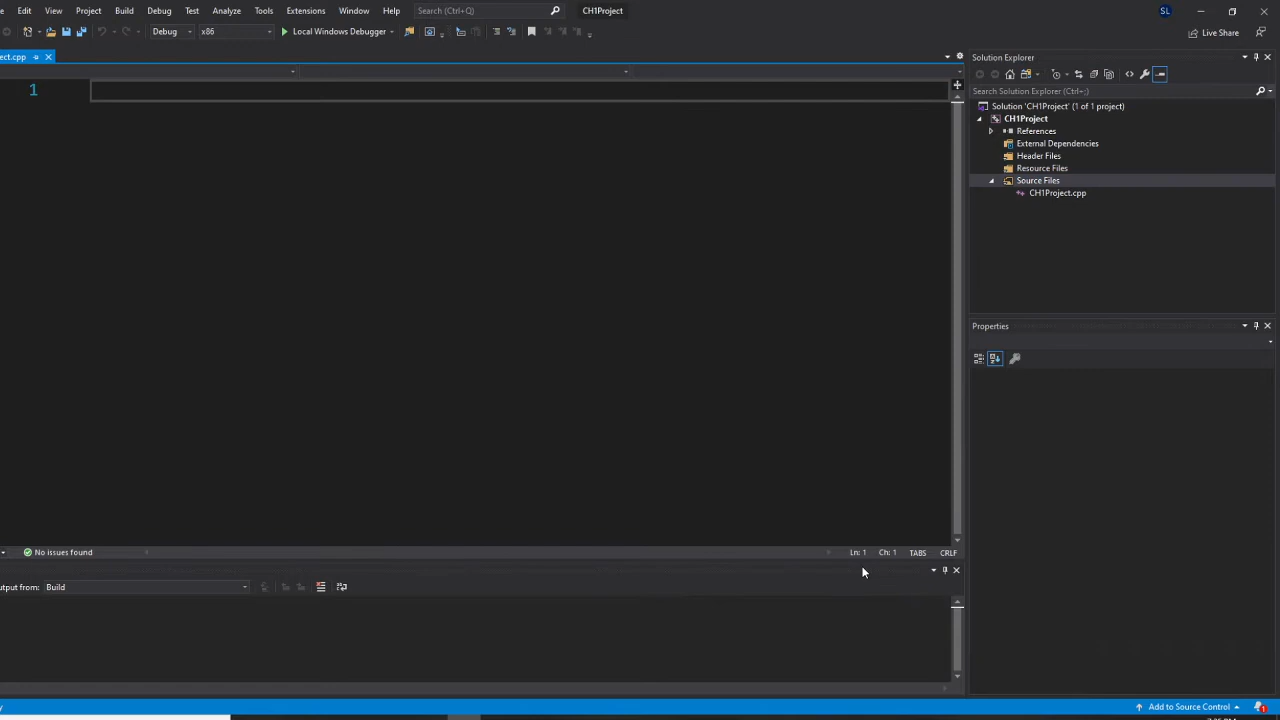 Edit View Project Build Debug Test Analyze Tools Extensions Window Help Search (Ctrl+Q) CH1Project SL
Debug x86 Local Windows Debugger Live Share
ect.cpp
1
Solution Explorer
Search Solution Explorer (Ctrl+;)
Solution 'CH1Project' (1 of 1 project)
CH1Project
References
External Dependencies
Header Files
Resource Files
Source Files
CH1Project.cpp
Properties
No issues found Ln: 1 Ch: 1 TABS CRLF
utput from: Build
y Add to Source Control 1